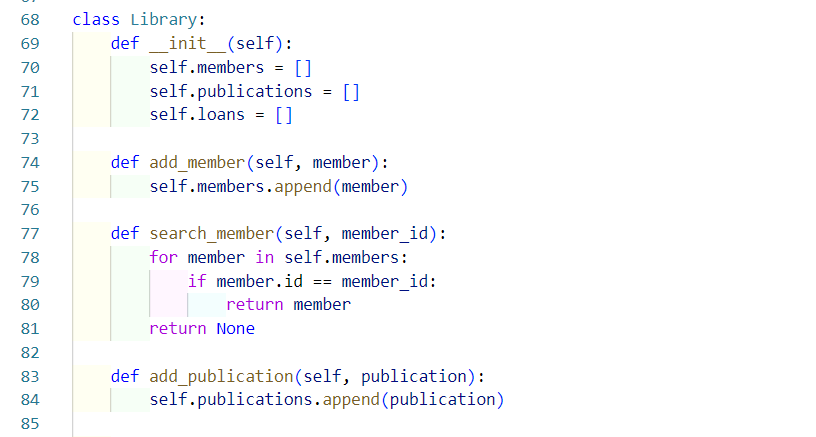 68 class Library:
69     def __init__(self):
70         self.members = []
71         self.publications = []
72         self.loans = []
73
74     def add_member(self, member):
75         self.members.append(member)
76
77     def search_member(self, member_id):
78         for member in self.members:
79             if member.id == member_id:
80                 return member
81         return None
82
83     def add_publication(self, publication):
84         self.publications.append(publication)
85